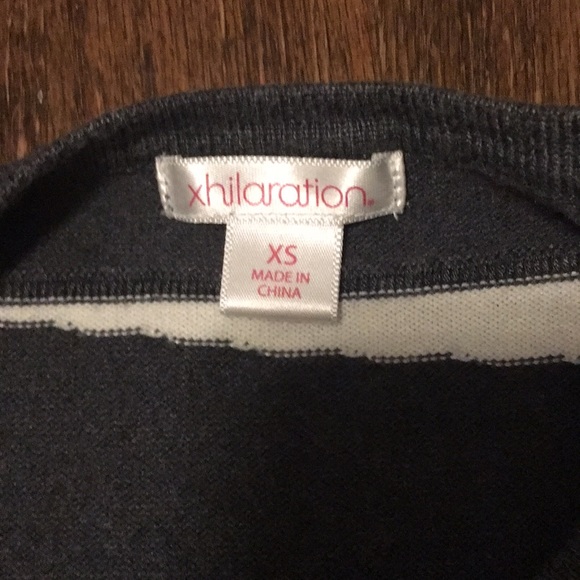 xhilaration.
XS
MADE IN
CHINA